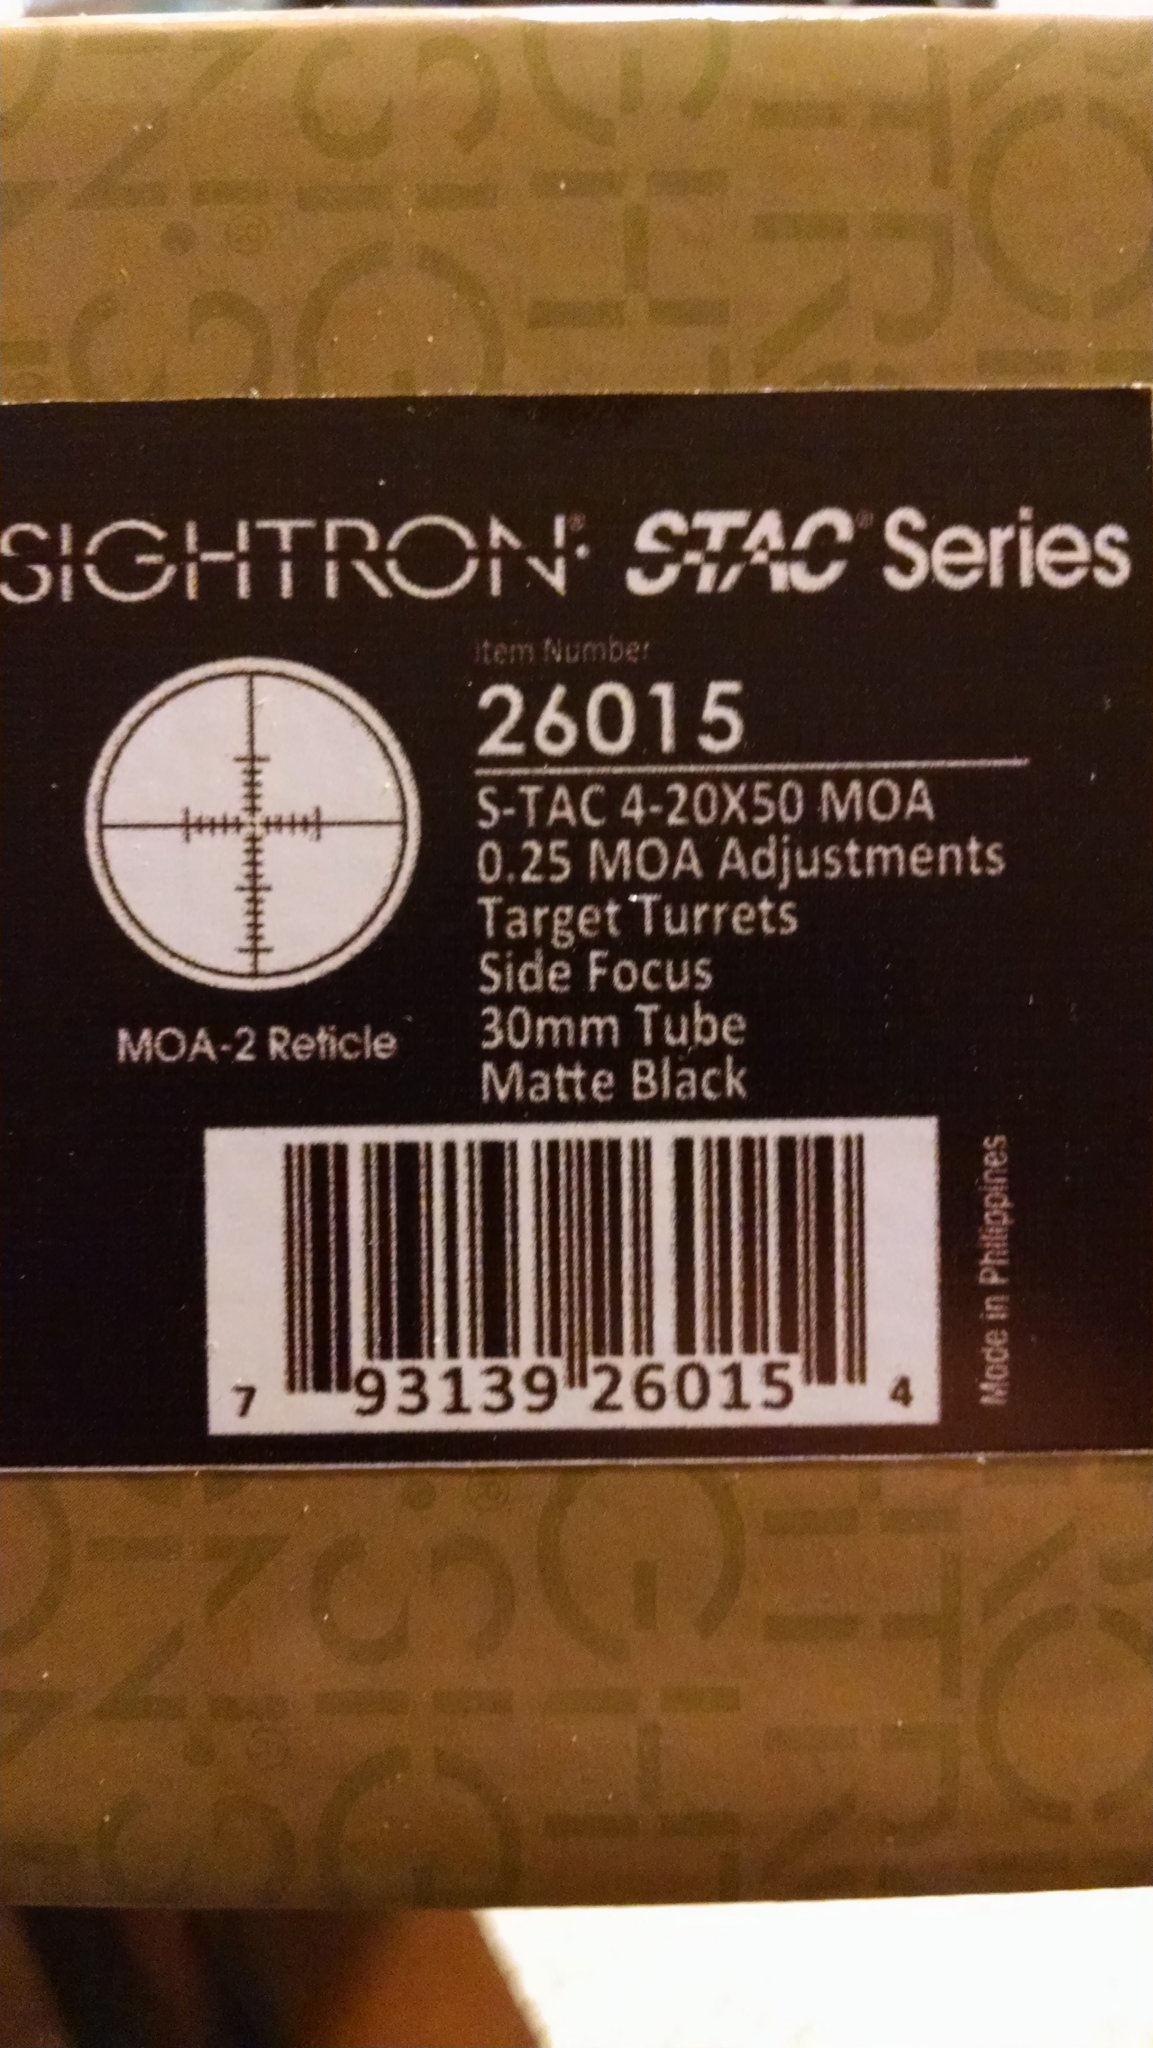 SIGHTRON® S-TAC® Series
Item Number
26015
S-TAC 4-20X50 MOA
0.25 MOA Adjustments
Target Turrets
Side Focus
30mm Tube
Matte Black
MOA-2 Reticle
7 93139 26015 4
Made in Philippines